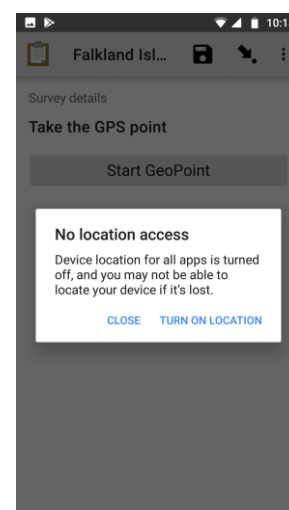 10:1
Falkland Isl...
Survey details
Take the GPS point
Start GeoPoint
No location access
Device location for all apps is turned
off, and you may not be able to
locate your device if it's lost.
CLOSE TURN ON LOCATION